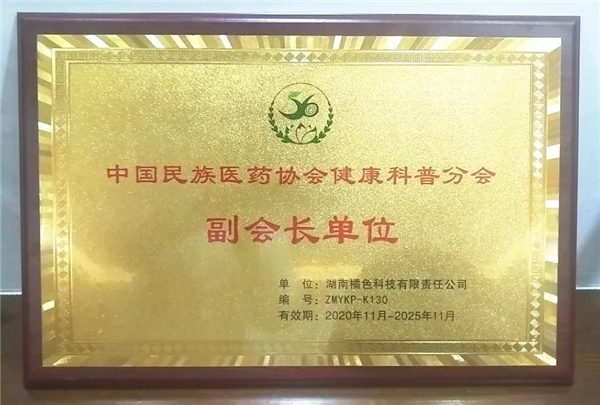 56
中国民族医药协会健康科普分会
副会长单位
单 位：湖南橘色科技有限责任公司
编 号：ZMYKP-K130
有效期：2020年11月-2025年11月